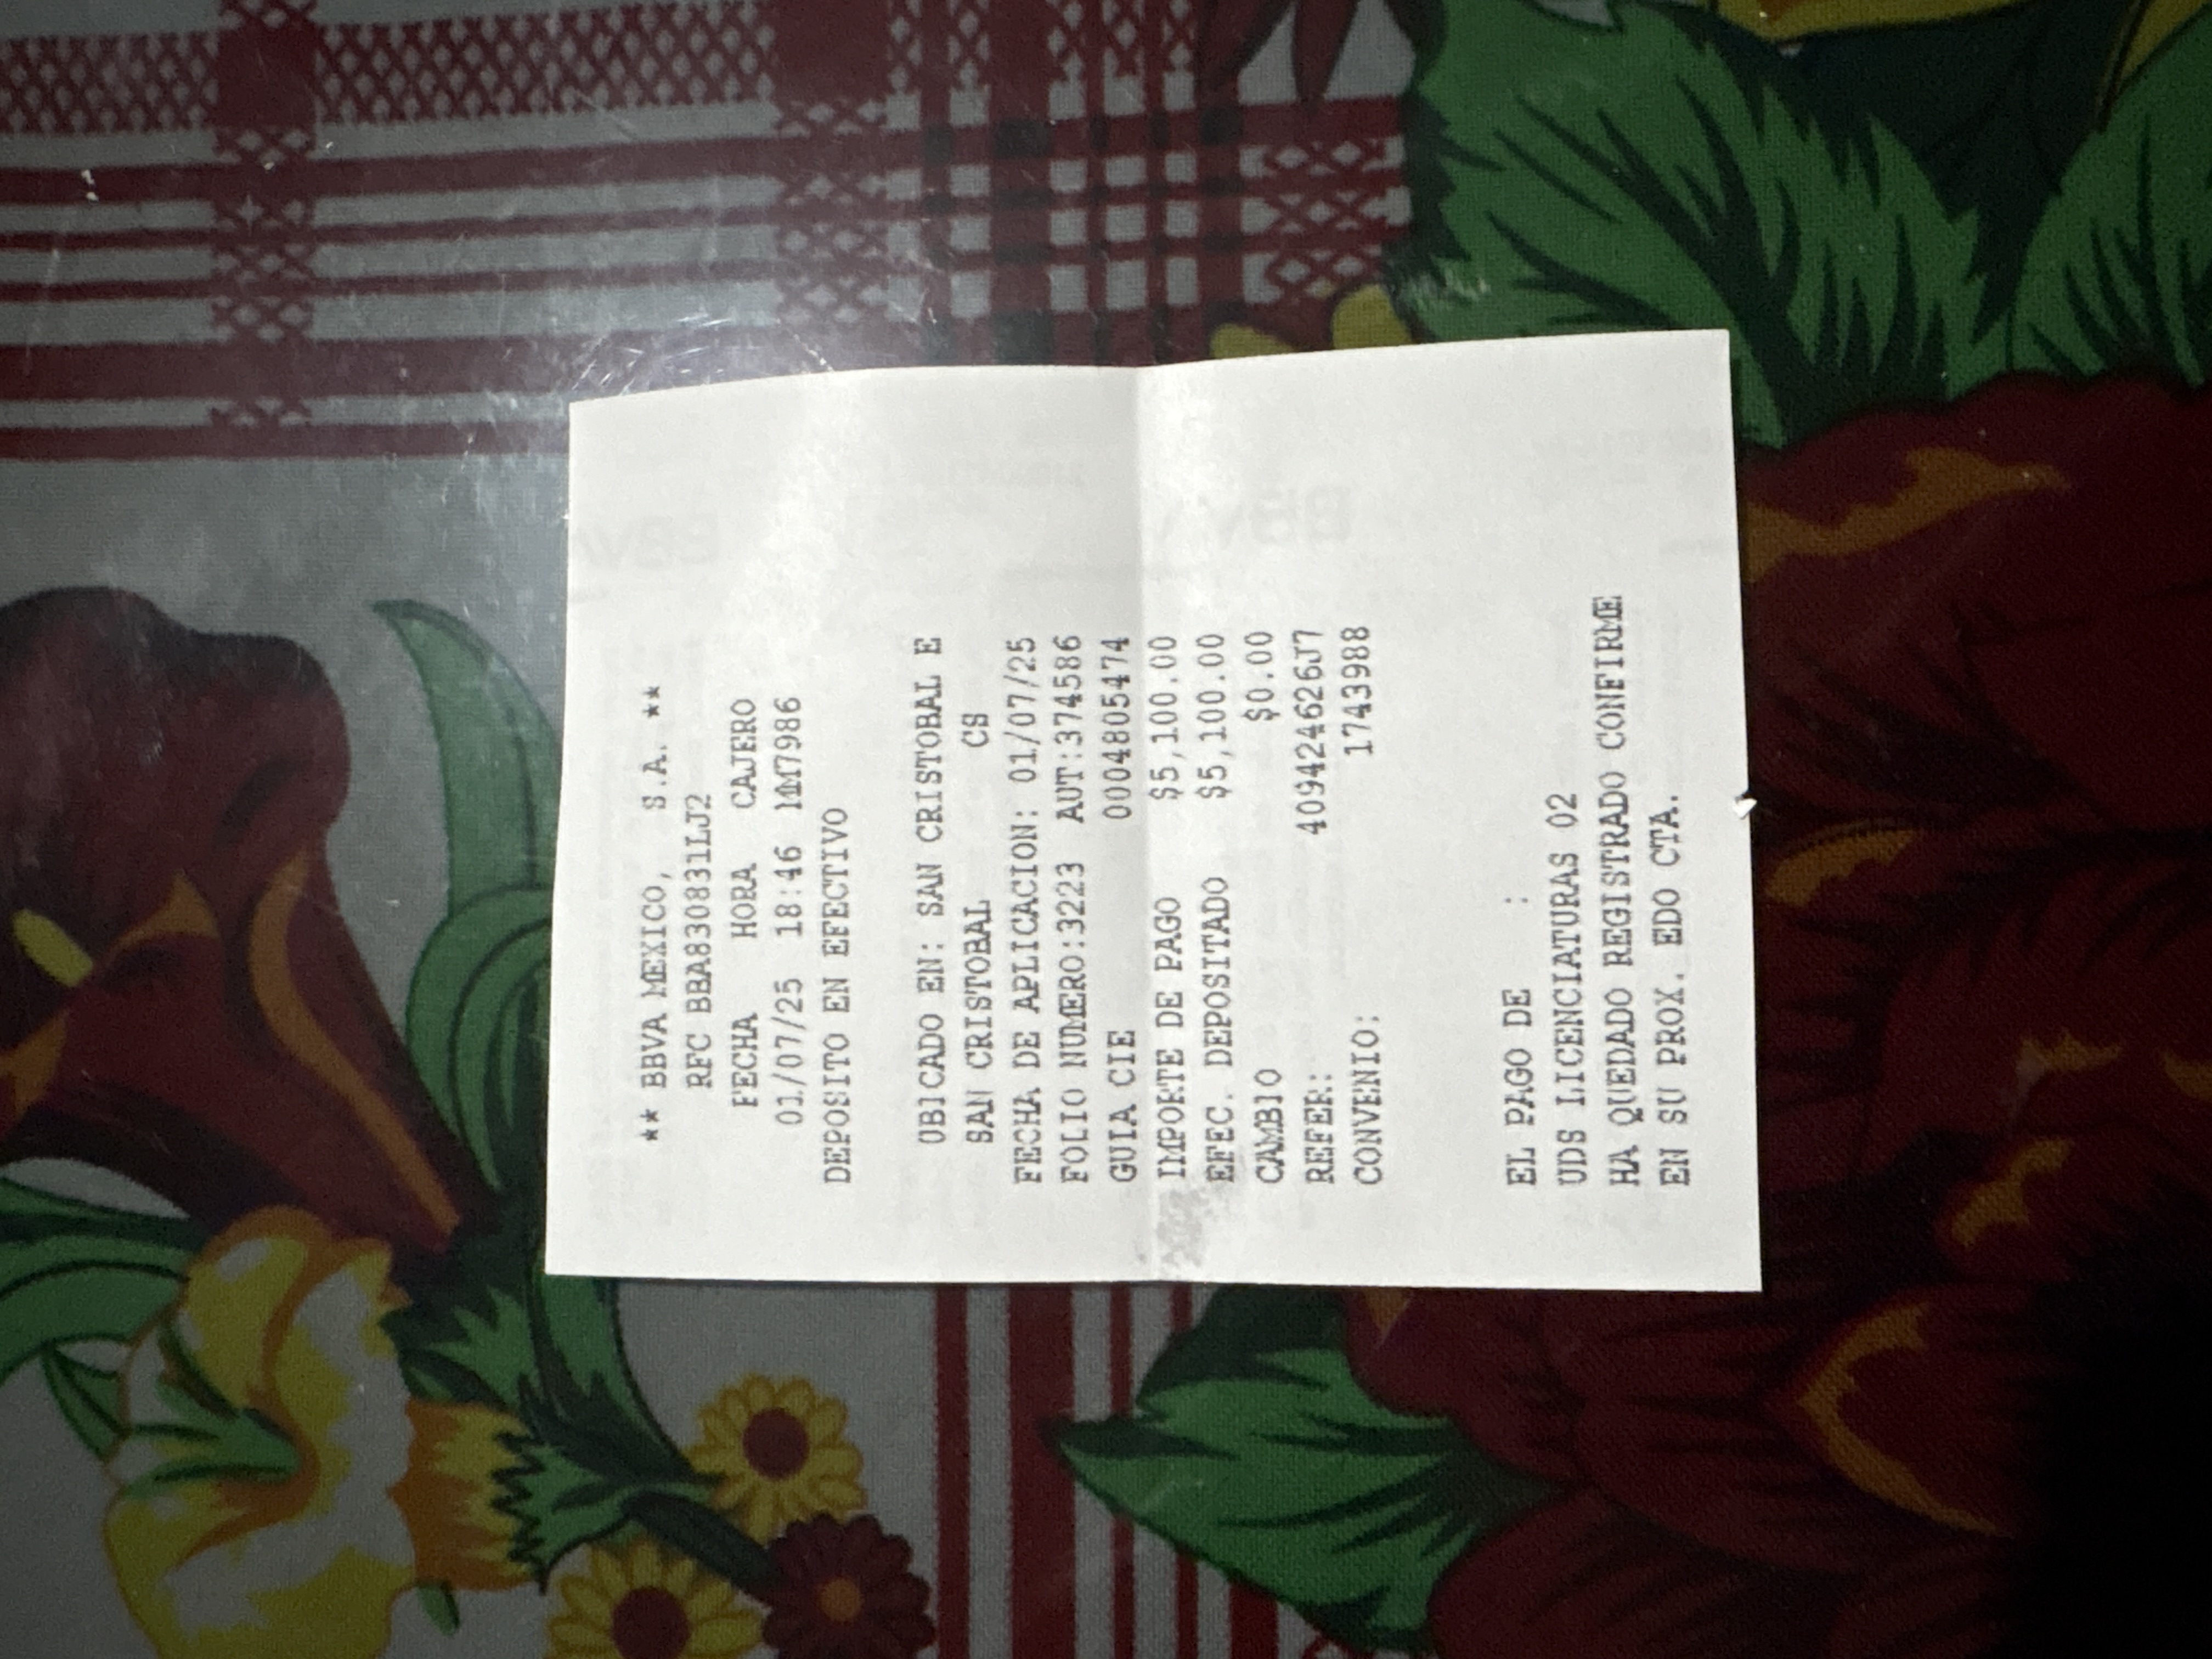 ** BBVA MEXICO, S.A. **
RFC BBA830831LJ2
FECHA HORA CAJERO
01/07/25 18:46 MM7986
DEPOSITO EN EFECTIVO
UBICADO EN: SAN CRISTOBAL E
SAN CRISTOBAL CS
FECHA DE APLICACION: 01/07/25
FOLIO NUMERO:3223 AUT:374586
GUIA CIE 0004805474
IMPORTE DE PAGO $5,100.00
EFEC. DEPOSITADO $5,100.00
CAMBIO $0.00
REFER: 409424626J7
CONVENIO: 1743988
EL PAGO DE :
UDS LICENCIATURAS 02
HA QUEDADO REGISTRADO CONFIRME
EN SU PROX. EDO CTA.